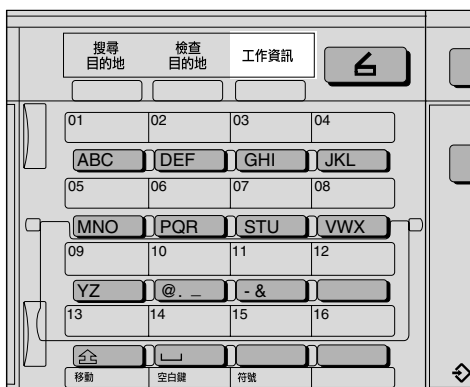 搜尋 檢查 工作資訊
目的地 目的地
01 02 03 04
ABC DEF GHI JKL
05 06 07 08
MNO PQR STU VWX
09 10 11 12
YZ @. _ - &
13 14 15 16
移動 空白鍵 符號